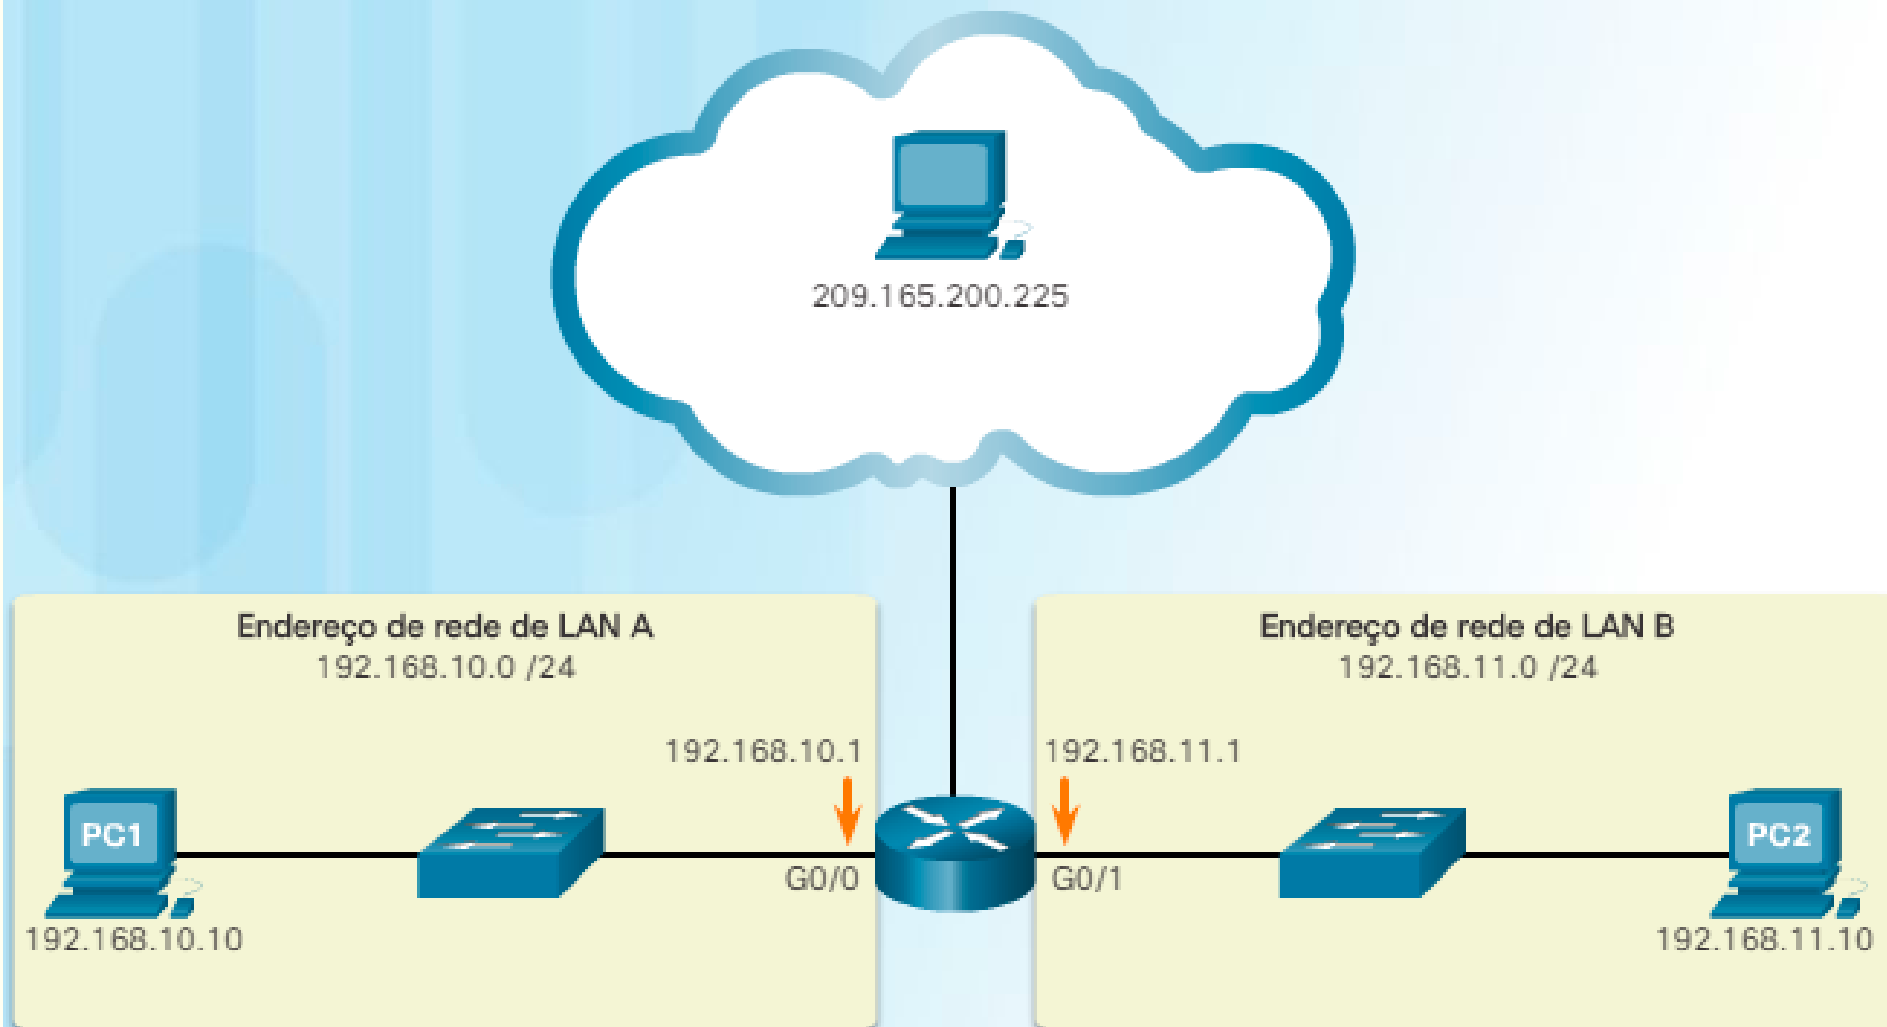 209.165.200.225
Endereço de rede de LAN A
192.168.10.0 /24
Endereço de rede de LAN B
192.168.11.0 /24
192.168.10.1
192.168.11.1
PC1
PC2
G0/0
G0/1
192.168.10.10
192.168.11.10